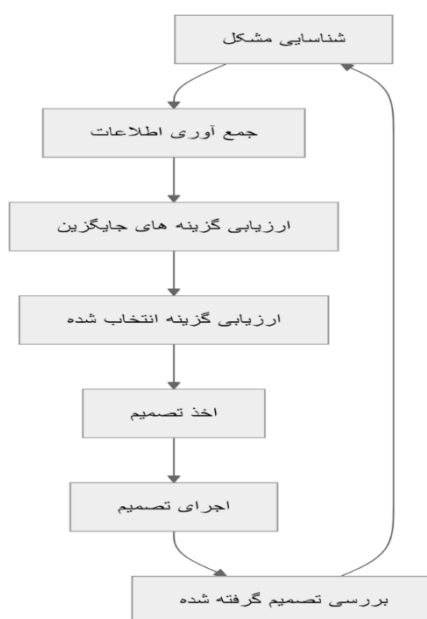 شناسایی مشکل
جمع آوری اطلاعات
ارزیابی گزینه های جایگزین
ارزیابی گزینه انتخاب شده
اخذ تصمیم
اجرای تصمیم
بررسی تصمیم گرفته شده